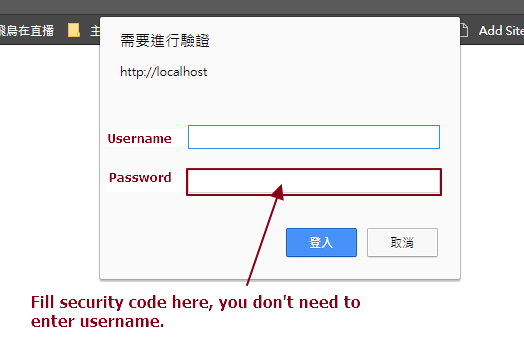 飛鳥在直播 主 Add Site
需要進行驗證
http://localhost
Username
Password
登入 取消
Fill security code here, you don't need to
enter username.